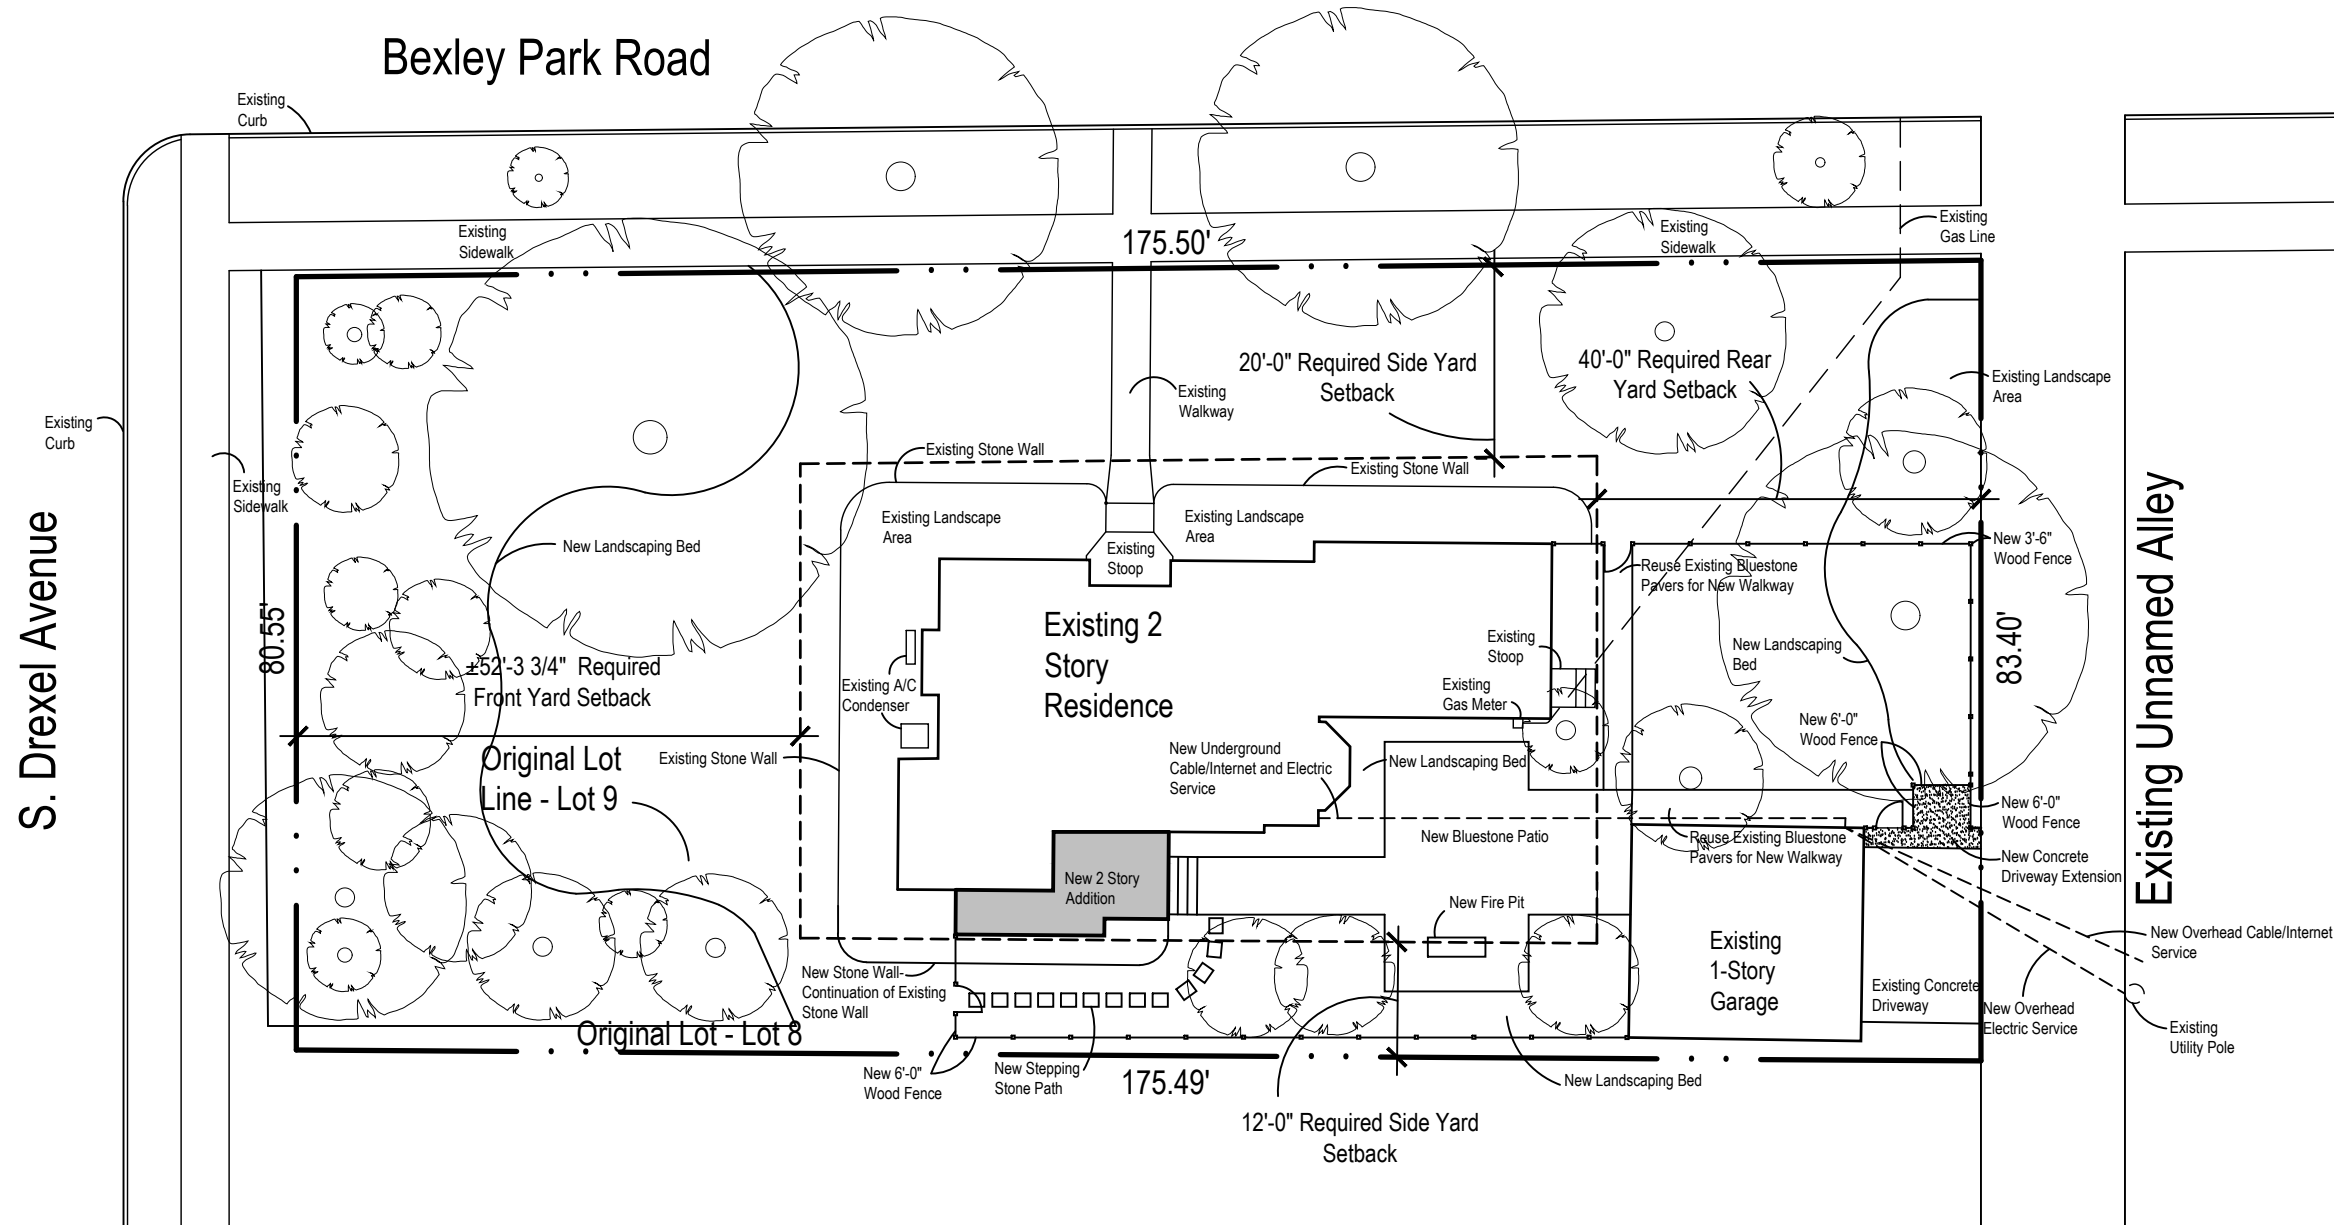 Bexley Park Road
Existing
Curb
Existing
Sidewalk
175.50'
Existing
Sidewalk
Existing
Gas Line
20'-0" Required Side Yard
Setback
40'-0" Required Rear
Yard Setback
Existing
Walkway
Existing Landscape
Area
Existing
Curb
Existing Stone Wall
Existing Stone Wall
Existing
Sidewalk
Existing Landscape
Area
Existing Landscape
Area
New Landscaping Bed
Existing
Stoop
New 3'-6"
Wood Fence
Reuse Existing Bluestone
Pavers for New Walkway
S. Drexel Avenue
80.55'
Existing 2
Story
Residence
Existing
Stoop
New Landscaping
Bed
83.40'
Existing Unnamed Alley
±52'-3 3/4" Required
Front Yard Setback
Existing A/C
Condenser
Existing
Gas Meter
New 6'-0"
Wood Fence
Original Lot
Line - Lot 9
Existing Stone Wall
New Underground
Cable/Internet and Electric
Service
New Landscaping Bed
New 6'-0"
Wood Fence
New Bluestone Patio
Reuse Existing Bluestone
Pavers for New Walkway
New Concrete
Driveway Extension
New 2 Story
Addition
New Fire Pit
Existing
1-Story
Garage
New Overhead Cable/Internet
Service
New Stone Wall-
Continuation of Existing
Stone Wall
Existing Concrete
Driveway
New Overhead
Electric Service
Existing
Utility Pole
Original Lot - Lot 8
New 6'-0"
Wood Fence
New Stepping
Stone Path
175.49'
New Landscaping Bed
12'-0" Required Side Yard
Setback